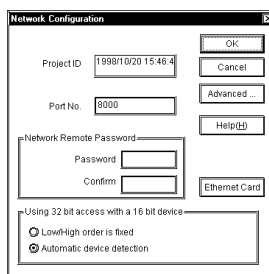 Network Configuration
OK
Project ID 1998/10/20 15:46:4
Cancel
Advanced ...
Port No. 8000
Help(H)
Network Remote Password
Password
Confirm
Ethernet Card
Using 32 bit access with a 16 bit device
Low/High order is fixed
Automatic device detection